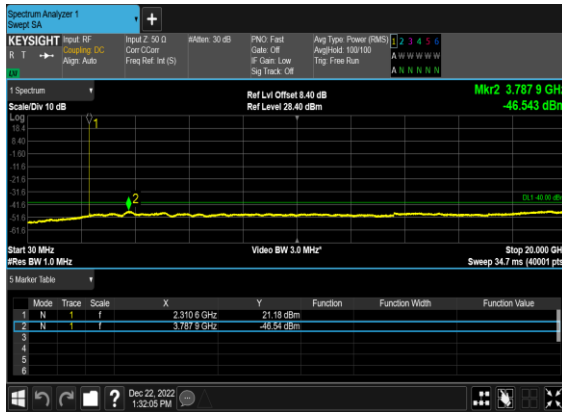 Spectrum Analyzer 1
Swept SA
+
KEYSIGHT Input: RF Input Z: 50 Ω #Atten: 30 dB PNO: Fast Avg Type: Power (RMS) 1 2 3 4 5 6
R T Coupling: DC Corr CCorr Gate: Off Avg|Hold: 100/100 A W W W W W
Align: Auto Freq Ref: Int (S) IF Gain: Low Trig: Free Run
Sig Track: Off A N N N N N
1 Spectrum Ref Lvl Offset 8.40 dB Mkr2 3.787 9 GHz
Scale/Div 10 dB Ref Level 28.40 dBm -46.543 dBm
Log
18.4
8.40
-1.60
-11.6
-21.6
-31.6
-41.6
-51.6
-61.6
1
2
DL1 -40.00 dBm
Start 30 MHz Video BW 3.0 MHz* Stop 20.000 GHz
#Res BW 1.0 MHz Sweep 34.7 ms (40001 pts)
5 Marker Table
Mode Trace Scale X Y Function Function Width Function Value
1 N 1 f 2.310 6 GHz 21.18 dBm
2 N 1 f 3.787 9 GHz -46.54 dBm
3
4
5
6
? Dec 22, 2022
1:32:05 PM